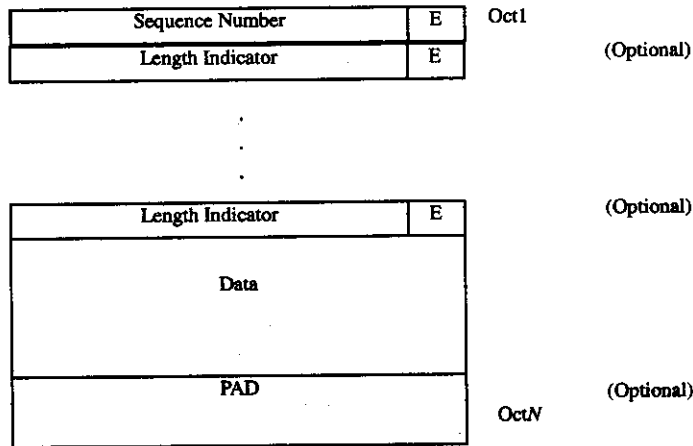 Sequence Number E Oct1
Length Indicator E (Optional)
.
.
.
Length Indicator E (Optional)
Data
PAD (Optional)
OctN